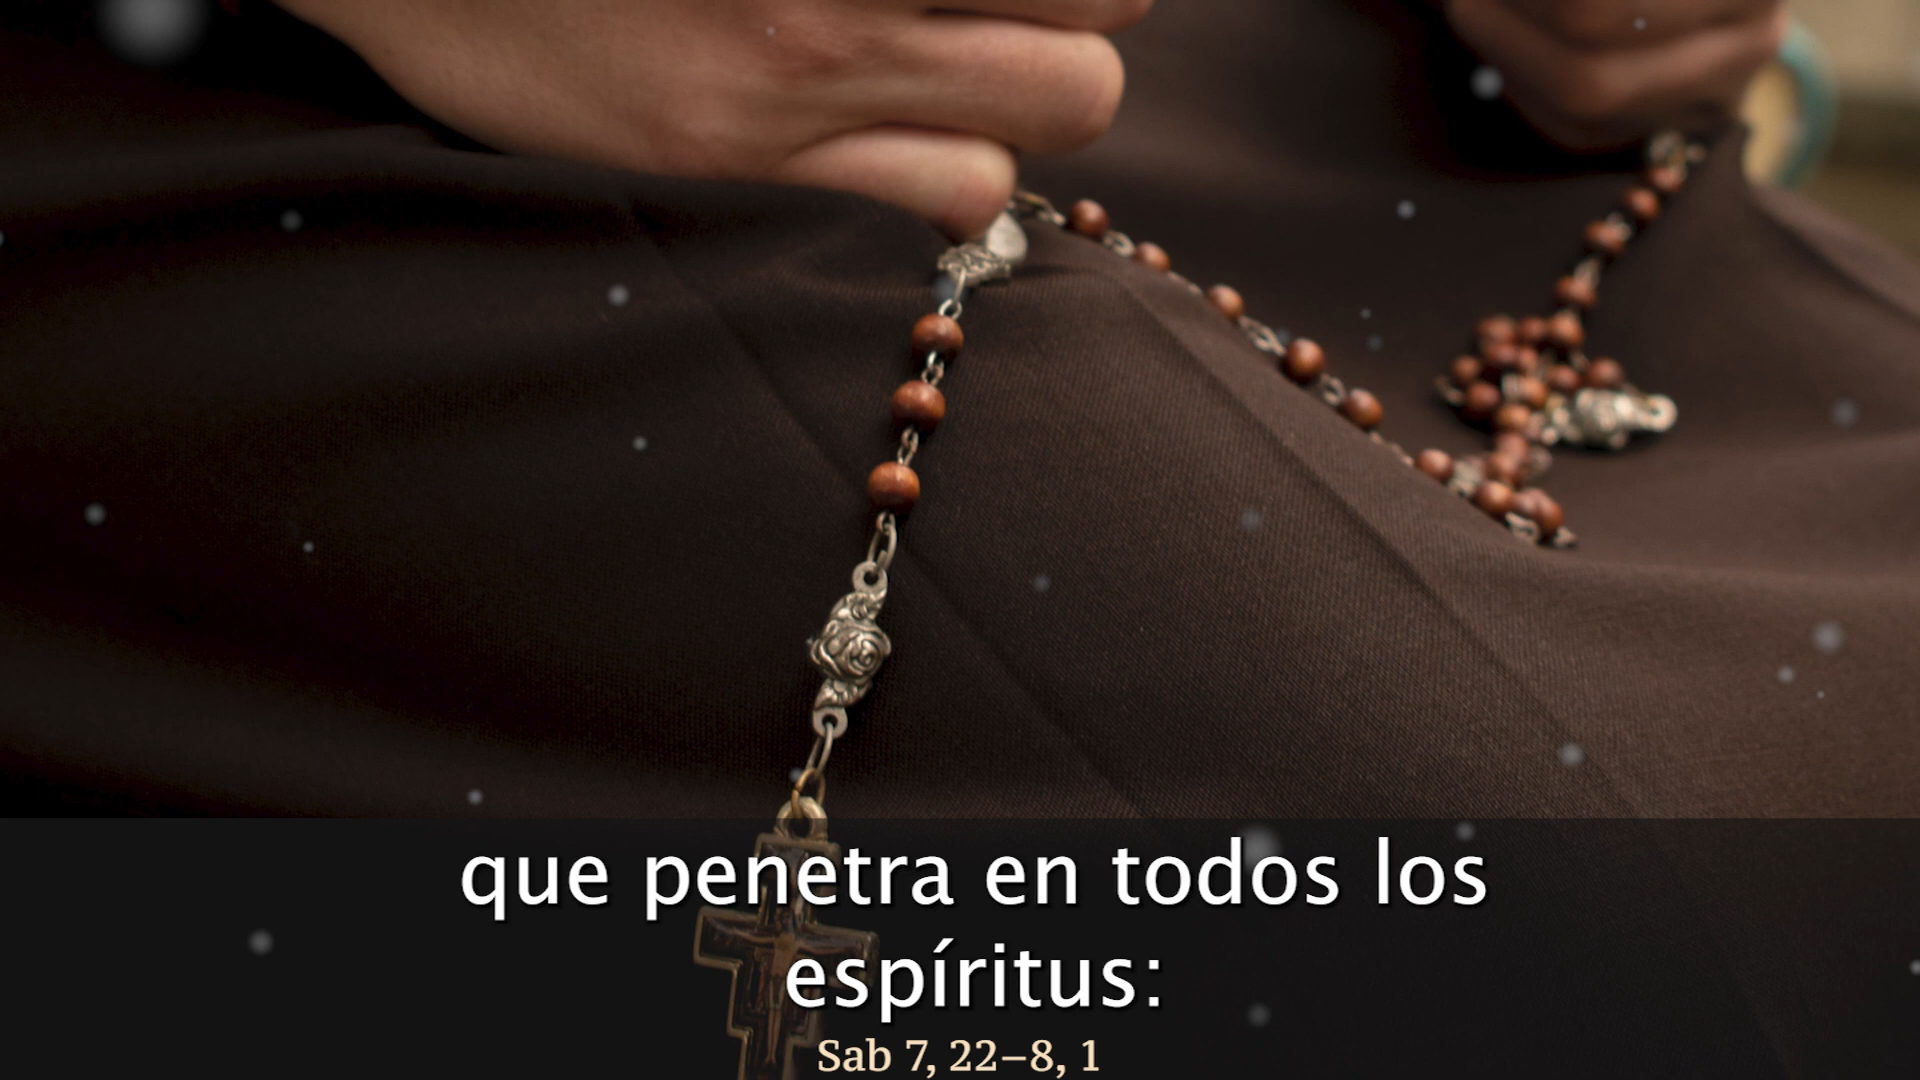 que penetra en todos los
espíritus:
Sab 7, 22–8, 1